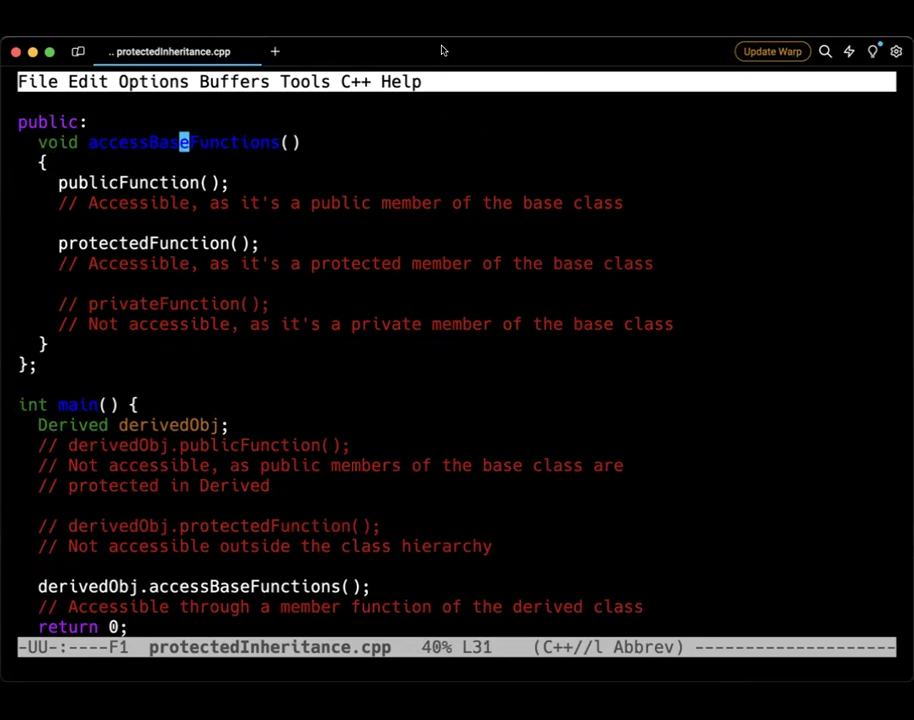 .. protectedInheritance.cpp
Update Warp
File Edit Options Buffers Tools C++ Help
public:
void accessBaseFunctions()
{
publicFunction();
// Accessible, as it's a public member of the base class
protectedFunction();
// Accessible, as it's a protected member of the base class
// privateFunction();
// Not accessible, as it's a private member of the base class
}
};
int main() {
Derived derivedObj;
// derivedObj.publicFunction();
// Not accessible, as public members of the base class are
// protected in Derived
// derivedObj.protectedFunction();
// Not accessible outside the class hierarchy
derivedObj.accessBaseFunctions();
// Accessible through a member function of the derived class
return 0;
-UU-:----F1  protectedInheritance.cpp   40% L31    (C++//l Abbrev) --------------------